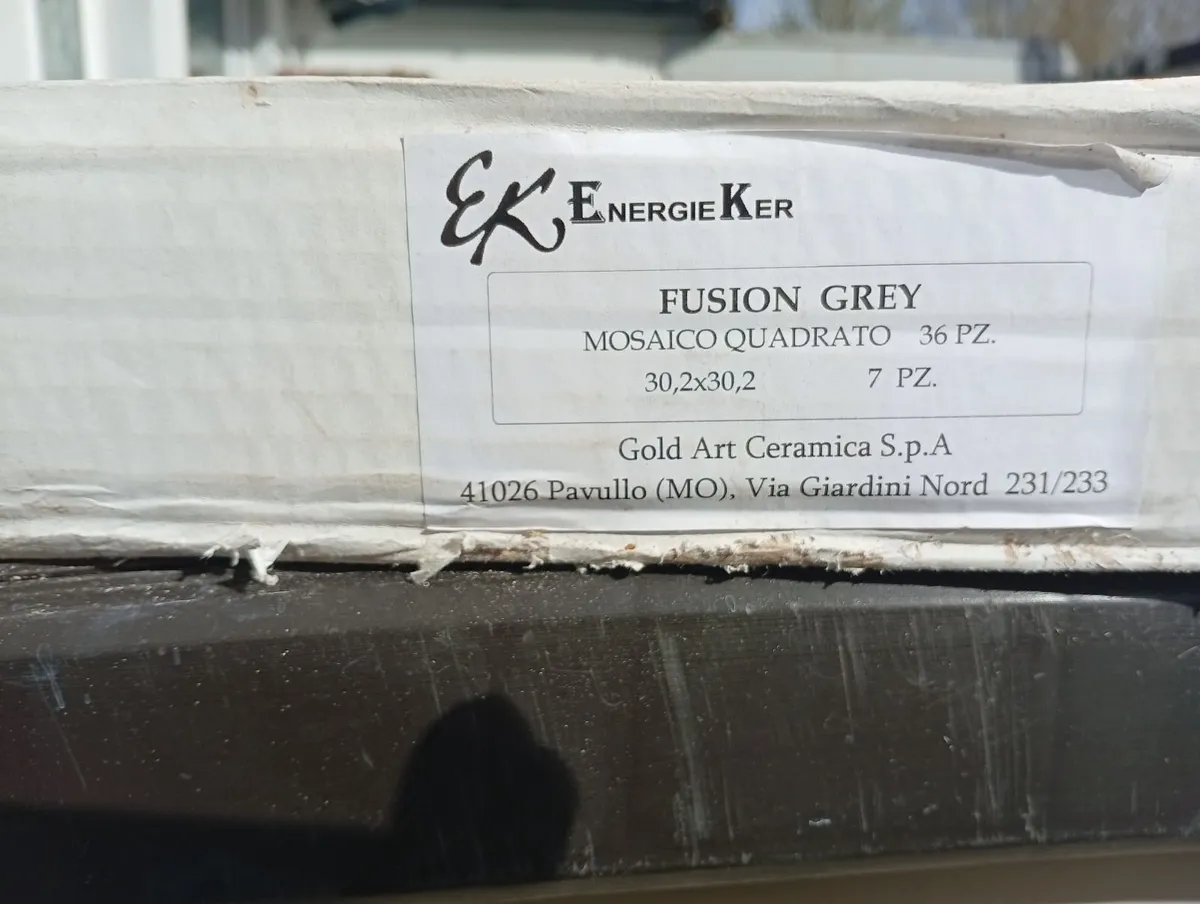 EK ENERGIEKER
FUSION GREY
MOSAICO QUADRATO 36 PZ.
30,2x30,2 7 PZ.
Gold Art Ceramica S.p.A
41026 Pavullo (MO), Via Giardini Nord 231/233